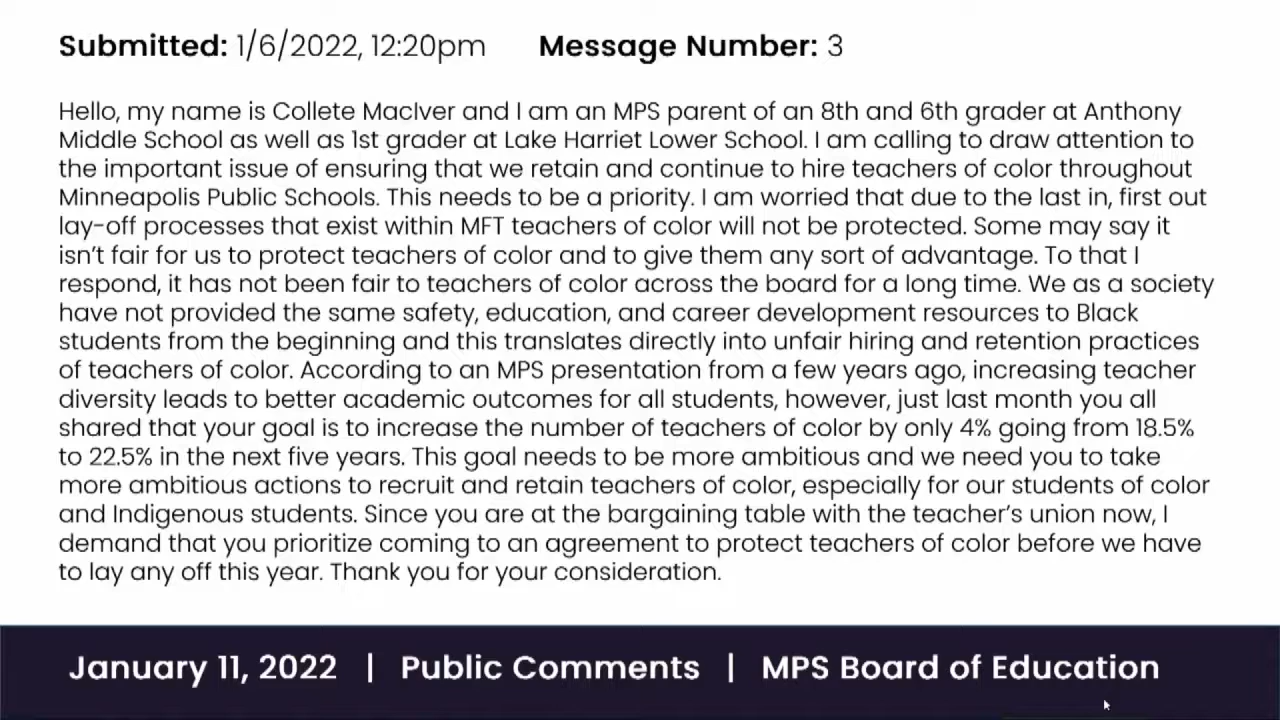 Submitted: 1/6/2022, 12:20pm Message Number: 3
Hello, my name is Collete MacIver and I am an MPS parent of an 8th and 6th grader at Anthony
Middle School as well as 1st grader at Lake Harriet Lower School. I am calling to draw attention to
the important issue of ensuring that we retain and continue to hire teachers of color throughout
Minneapolis Public Schools. This needs to be a priority. I am worried that due to the last in, first out
lay-off processes that exist within MFT teachers of color will not be protected. Some may say it
isn't fair for us to protect teachers of color and to give them any sort of advantage. To that I
respond, it has not been fair to teachers of color across the board for a long time. We as a society
have not provided the same safety, education, and career development resources to Black
students from the beginning and this translates directly into unfair hiring and retention practices
of teachers of color. According to an MPS presentation from a few years ago, increasing teacher
diversity leads to better academic outcomes for all students, however, just last month you all
shared that your goal is to increase the number of teachers of color by only 4% going from 18.5%
to 22.5% in the next five years. This goal needs to be more ambitious and we need you to take
more ambitious actions to recruit and retain teachers of color, especially for our students of color
and Indigenous students. Since you are at the bargaining table with the teacher's union now, I
demand that you prioritize coming to an agreement to protect teachers of color before we have
to lay any off this year. Thank you for your consideration.
January 11, 2022 | Public Comments | MPS Board of Education